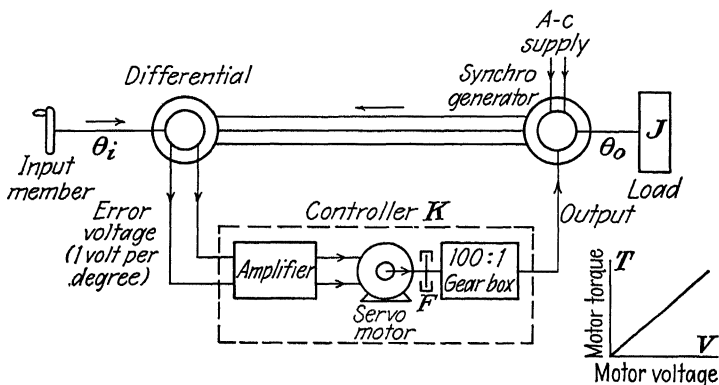 A-c
supply
Differential
Synchro
generator
θi
θo
J
Input
member
Load
Error
voltage
(1 volt per
degree)
Controller K
Output
Amplifier
F
100:1
Gear box
Servo
motor
T
Motor torque
V
Motor voltage